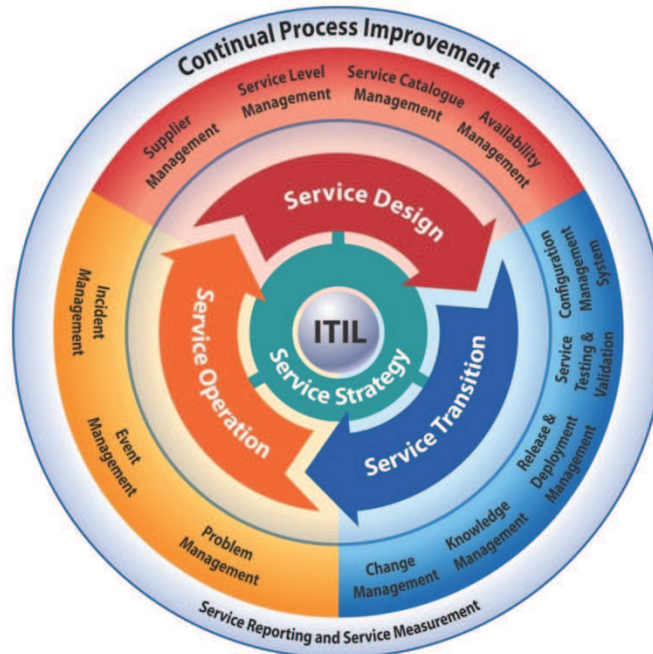 Continual Process Improvement
Supplier
Management
Service Level
Management
Service Catalogue
Management
Availability
Management
Configuration
Management
System
Service
Testing &
Validation
Release &
Deployment
Management
Knowledge
Management
Change
Management
Problem
Management
Event
Management
Incident
Management
Service Design
Service Transition
Service Operation
Service Strategy
ITIL
Service Reporting and Service Measurement